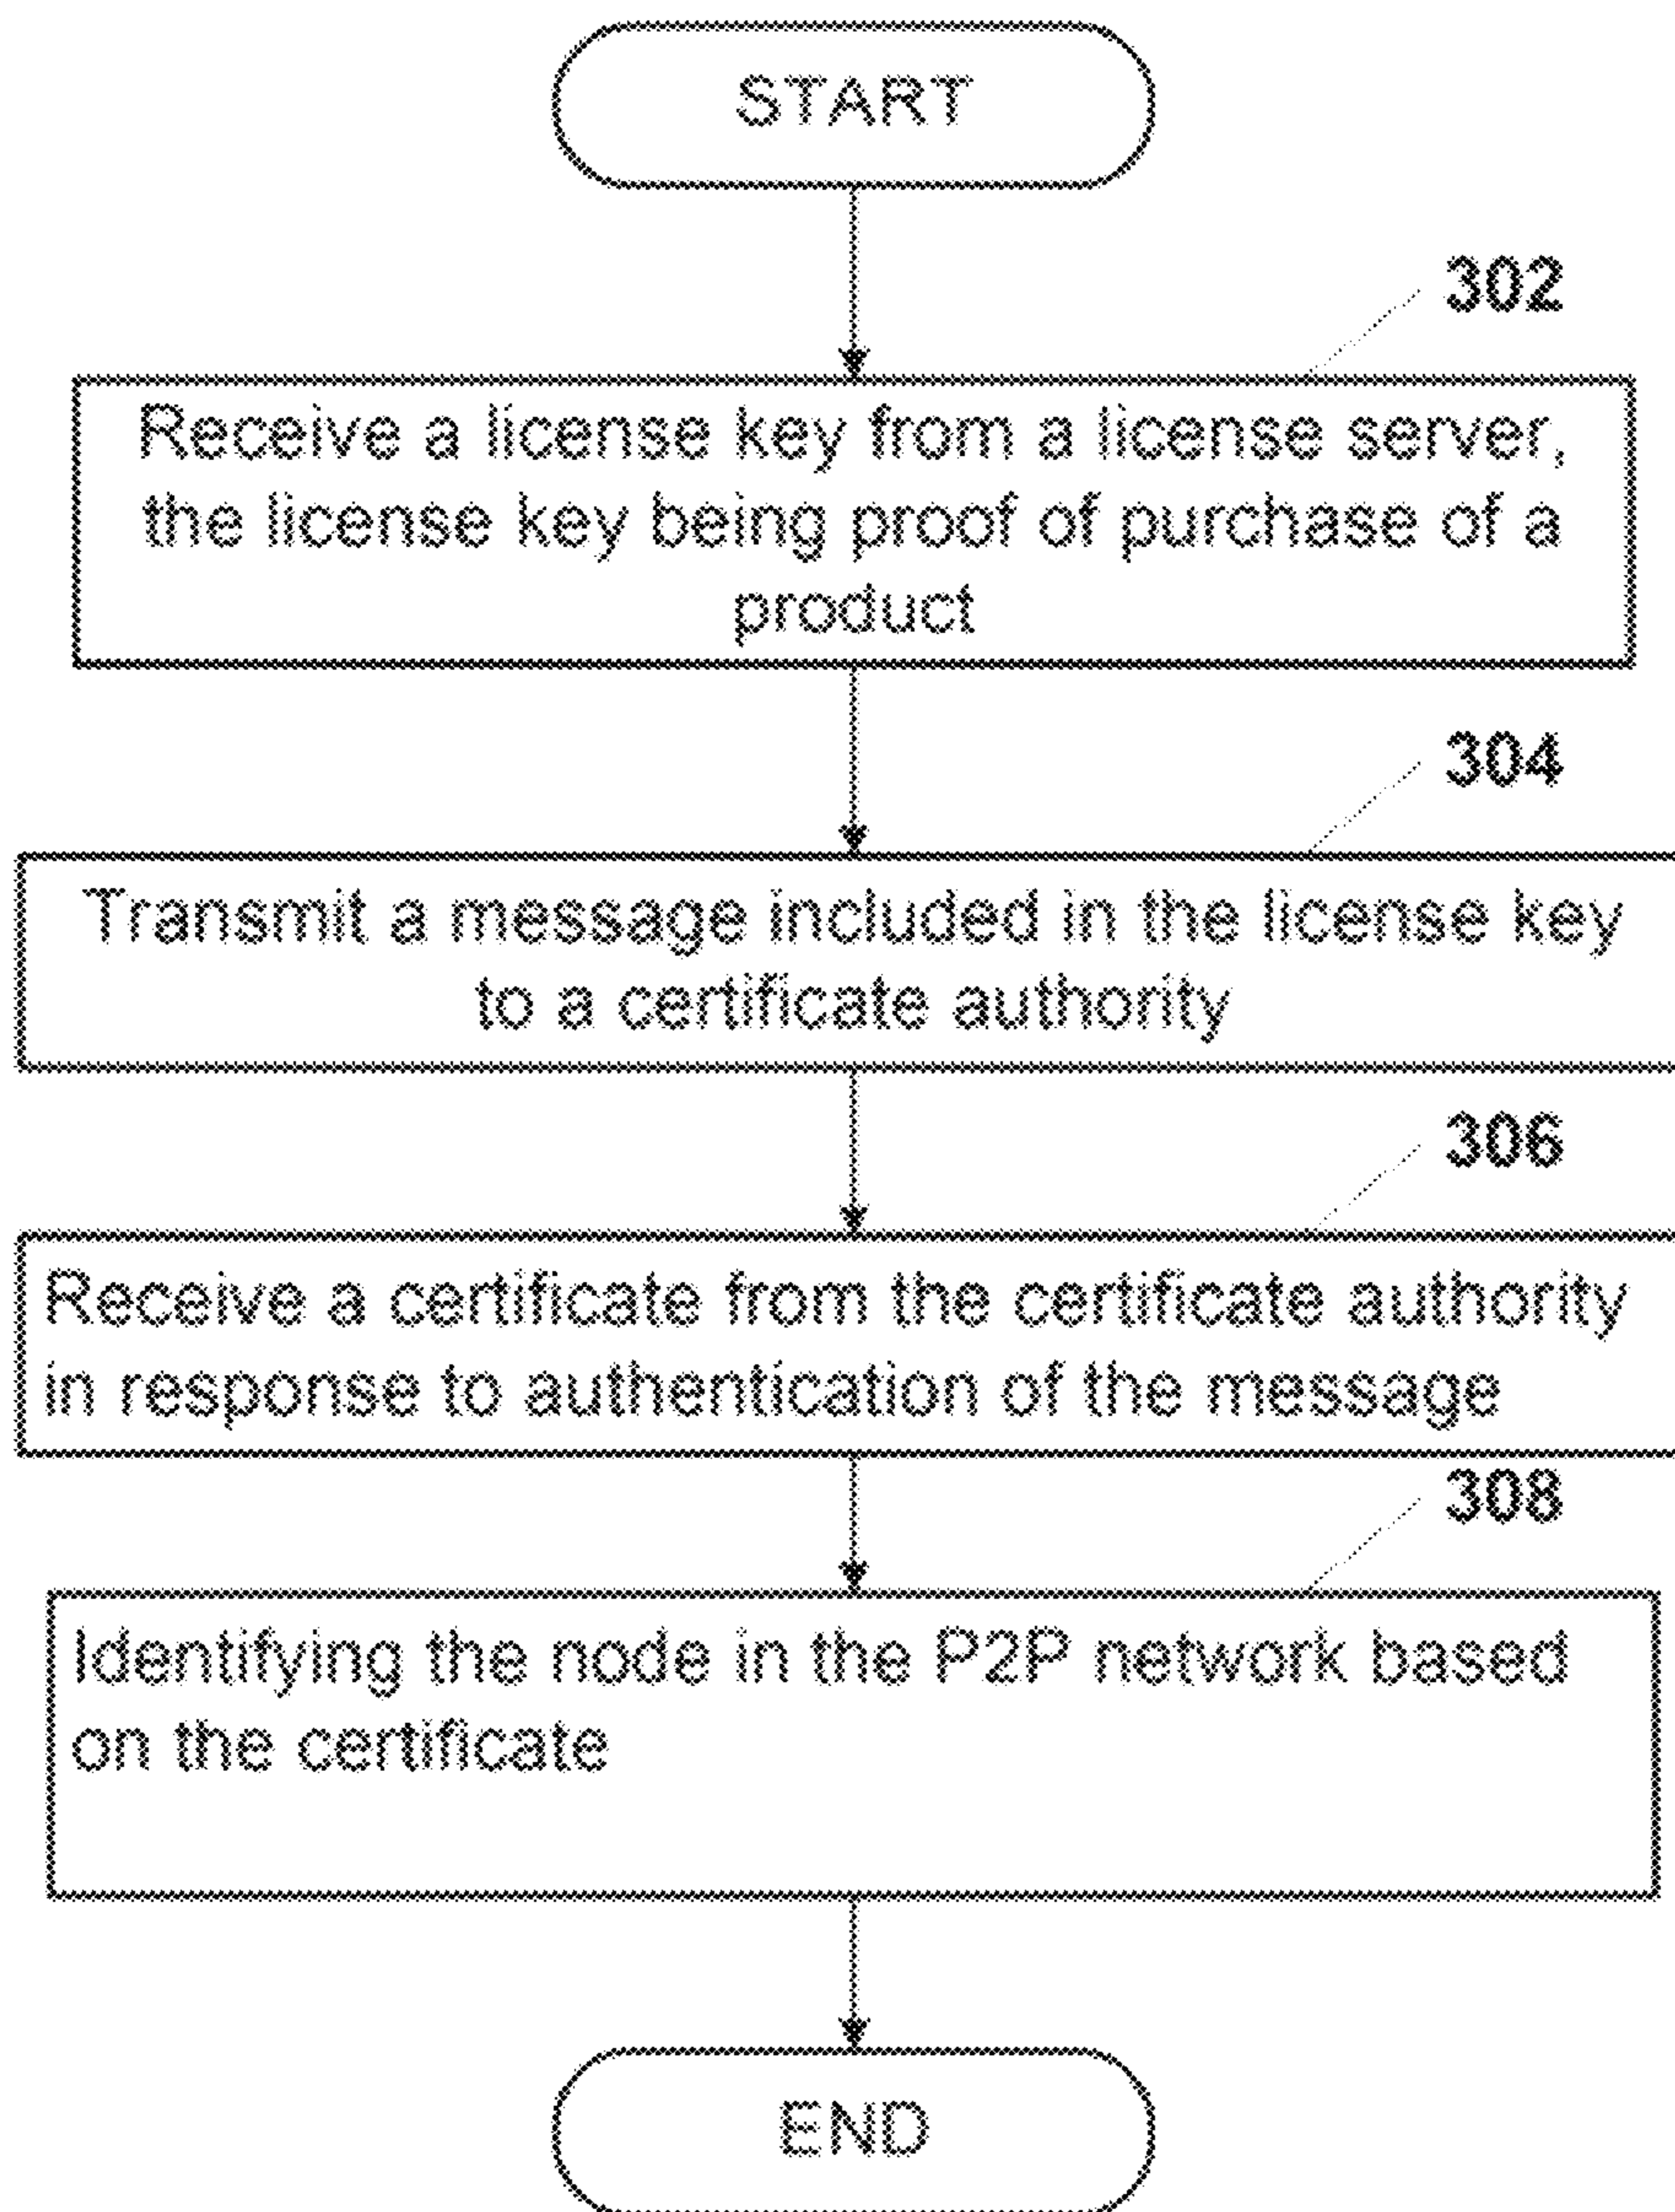 START
302
Receive a license key from a license server,
the license key being proof of purchase of a
product
304
Transmit a message included in the license key
to a certificate authority
306
Receive a certificate from the certificate authority
in response to authentication of the message
308
Identifying the node in the P2P network based
on the certificate
END